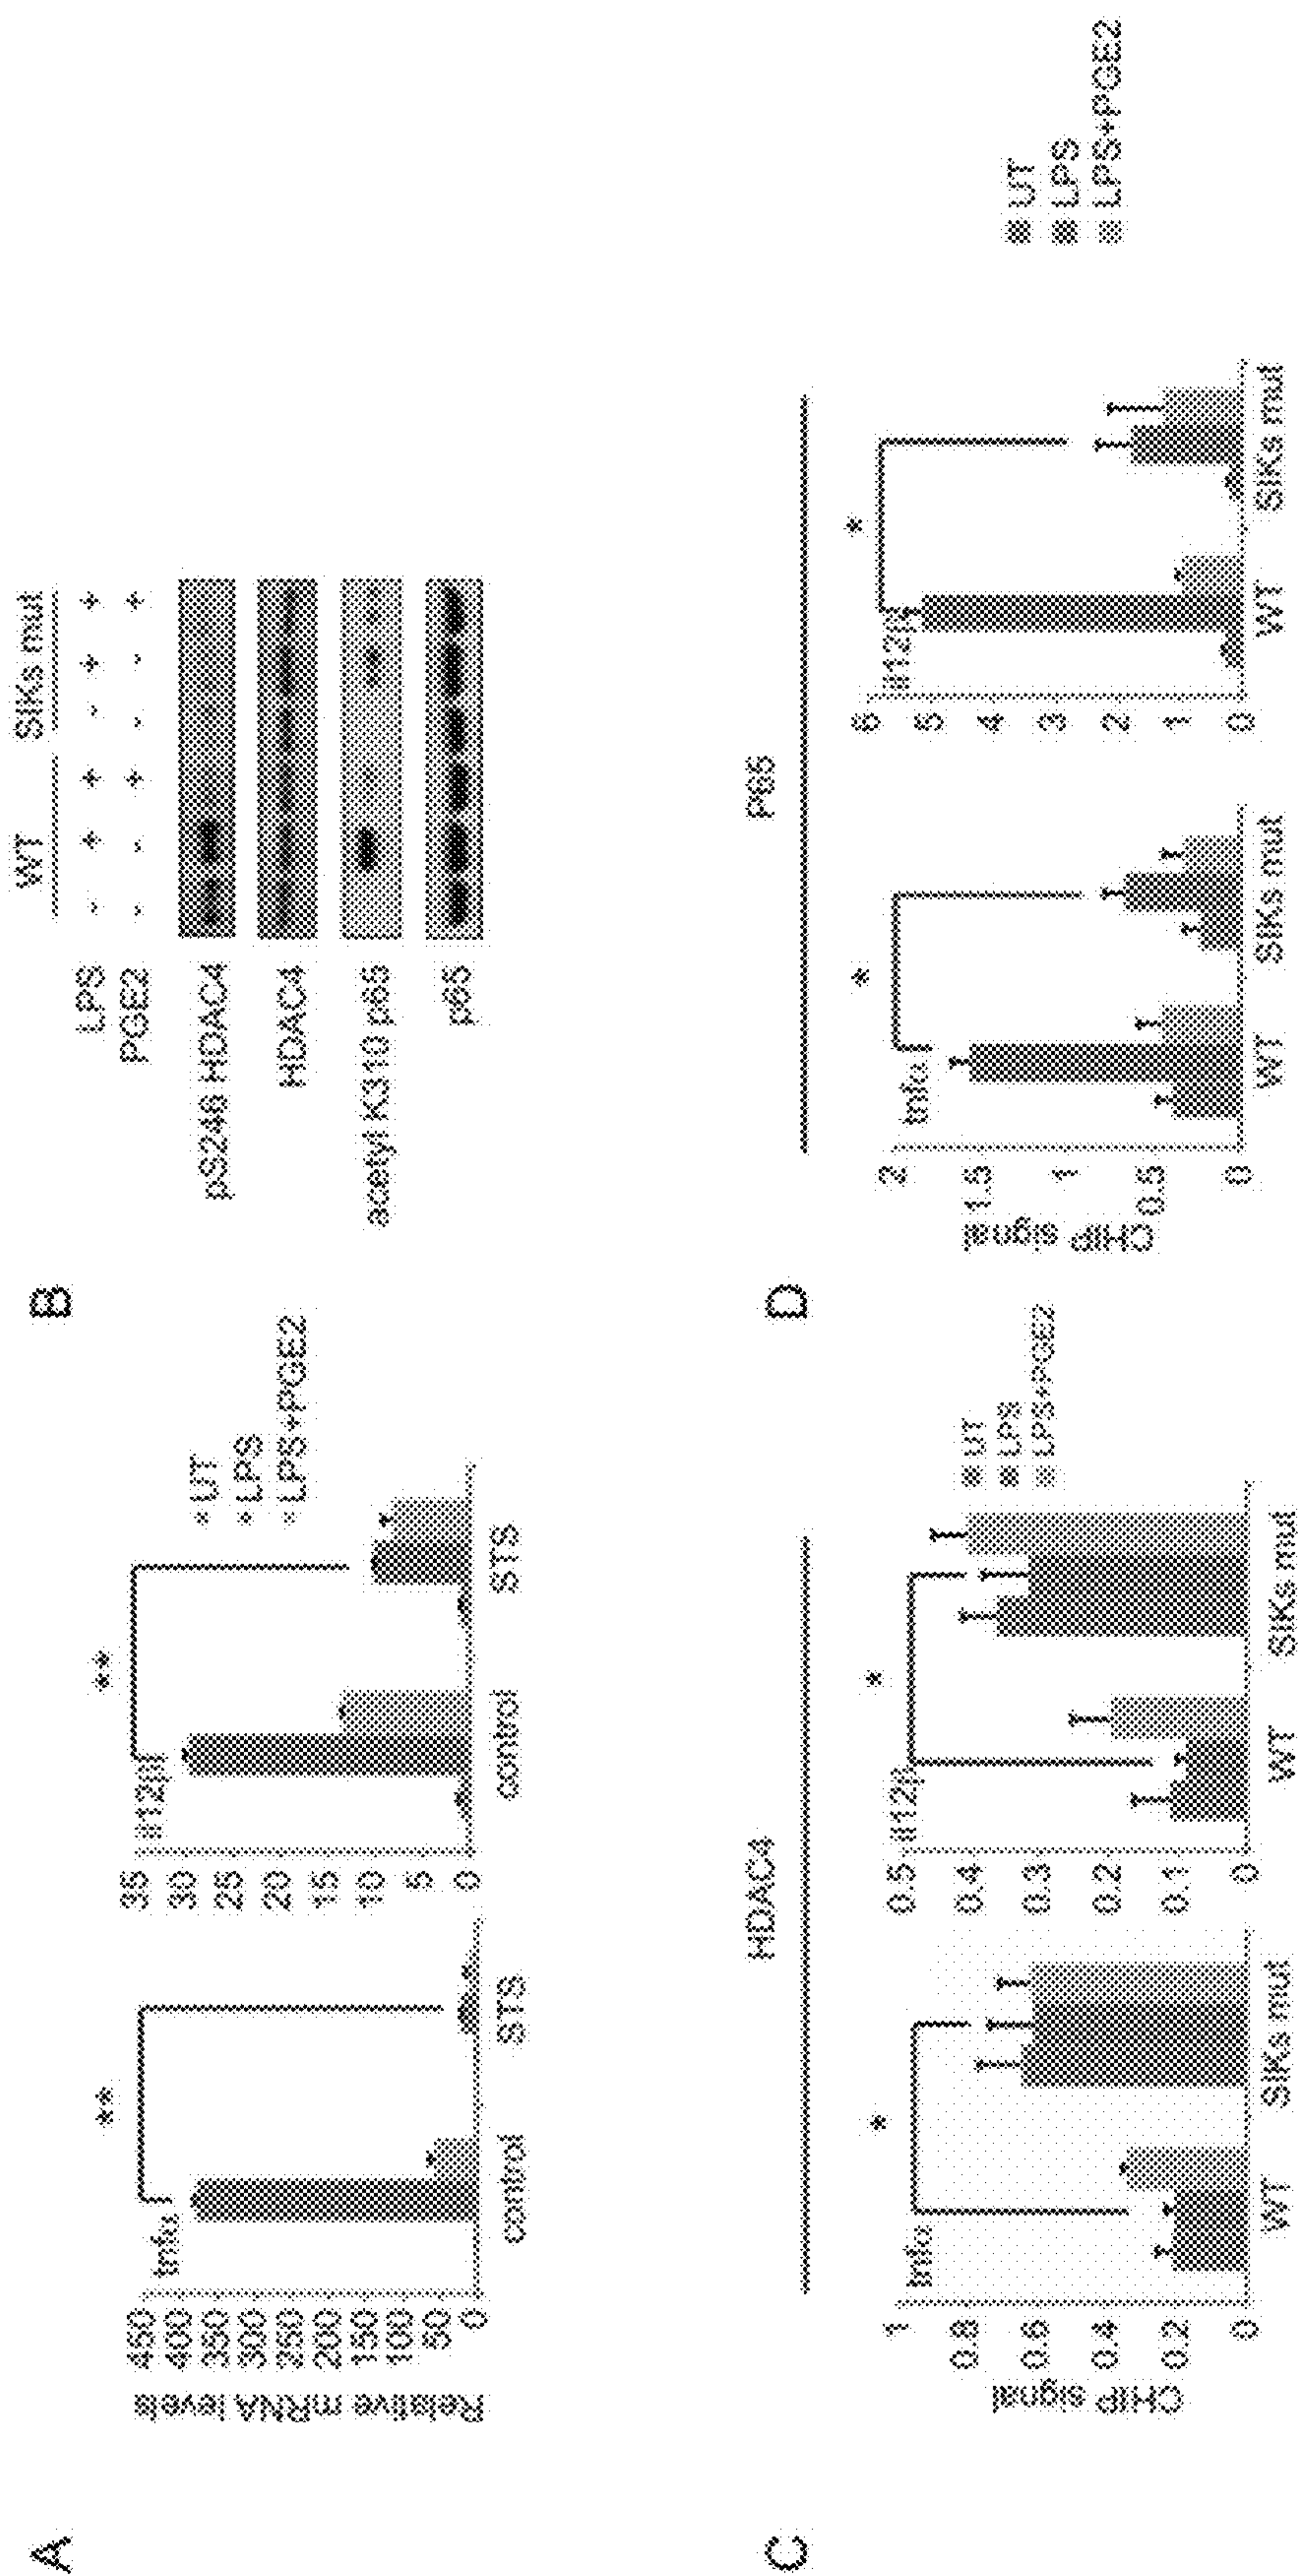 A
Relative mRNA levels
450
400
350
300
250
200
150
100
50
0
tnfα
**
control
STS
35
30
25
20
15
10
5
0
il12β
**
control
STS
UT
LPS
LPS+PGE2
B
WT
SIKs mut
LPS - + + - + +
PGE2 - - + - - +
pS246 HDAC4
HDAC4
acetyl K310 p65
p65
C
HDAC4
CHIP signal
1
0.8
0.6
0.4
0.2
0
tnfα
*
WT
SIKs mut
0.5
0.4
0.3
0.2
0.1
0
il12β
*
WT
SIKs mut
UT
LPS
LPS+PGE2
D
P65
CHIP signal
2
1.5
1
0.5
0
tnfα
*
WT
SIKs mut
6
5
4
3
2
1
0
il12β
*
WT
SIKs mut
UT
LPS
LPS+PGE2